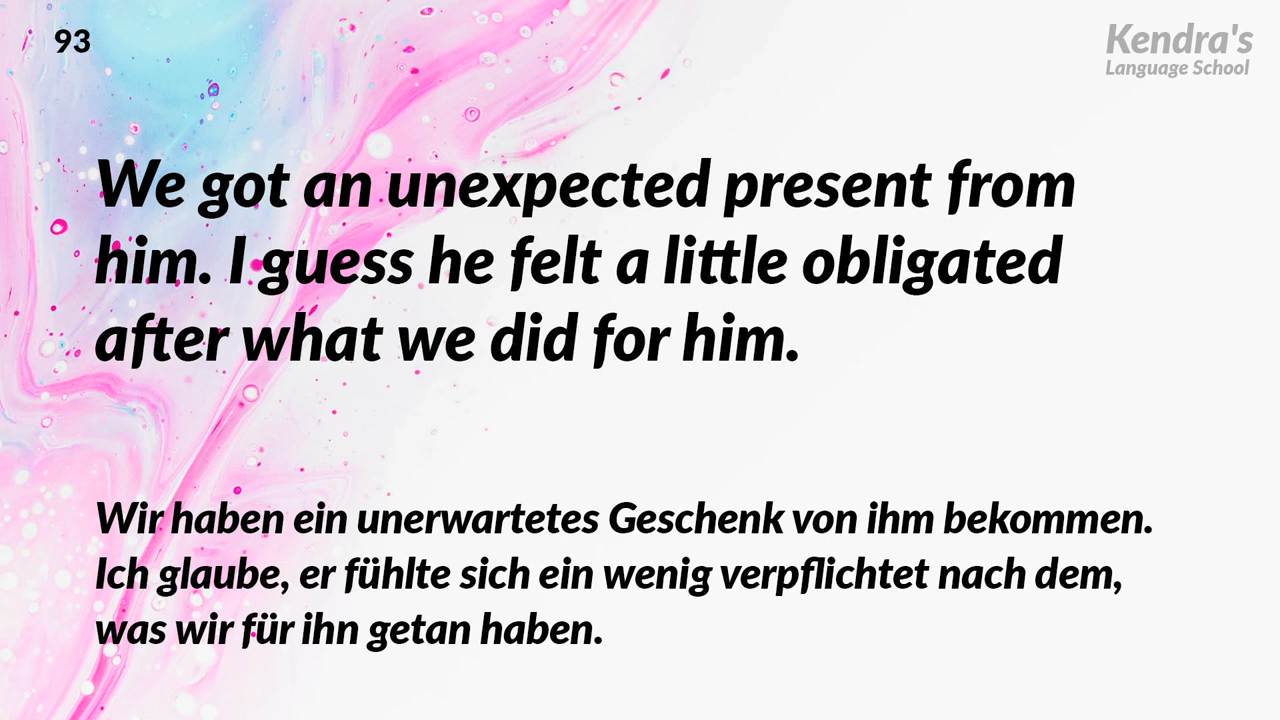 93
Kendra's
Language School
We got an unexpected present from
him. I guess he felt a little obligated
after what we did for him.
Wir haben ein unerwartetes Geschenk von ihm bekommen.
Ich glaube, er fühlte sich ein wenig verpflichtet nach dem,
was wir für ihn getan haben.